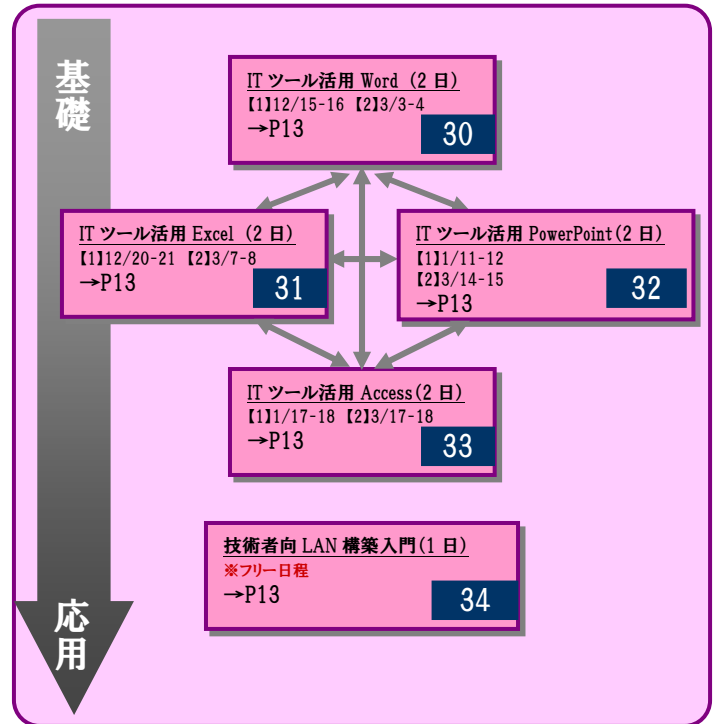 基礎
IT ツール活用 Word (2 日)
【1】12/15-16 【2】3/3-4
→P13
30
IT ツール活用 Excel (2 日)
【1】12/20-21 【2】3/7-8
→P13
31
IT ツール活用 PowerPoint(2 日)
【1】1/11-12
【2】3/14-15
→P13
32
IT ツール活用 Access(2 日)
【1】1/17-18 【2】3/17-18
→P13
33
技術者向 LAN 構築入門(1 日)
※フリー日程
→P13
34
応用